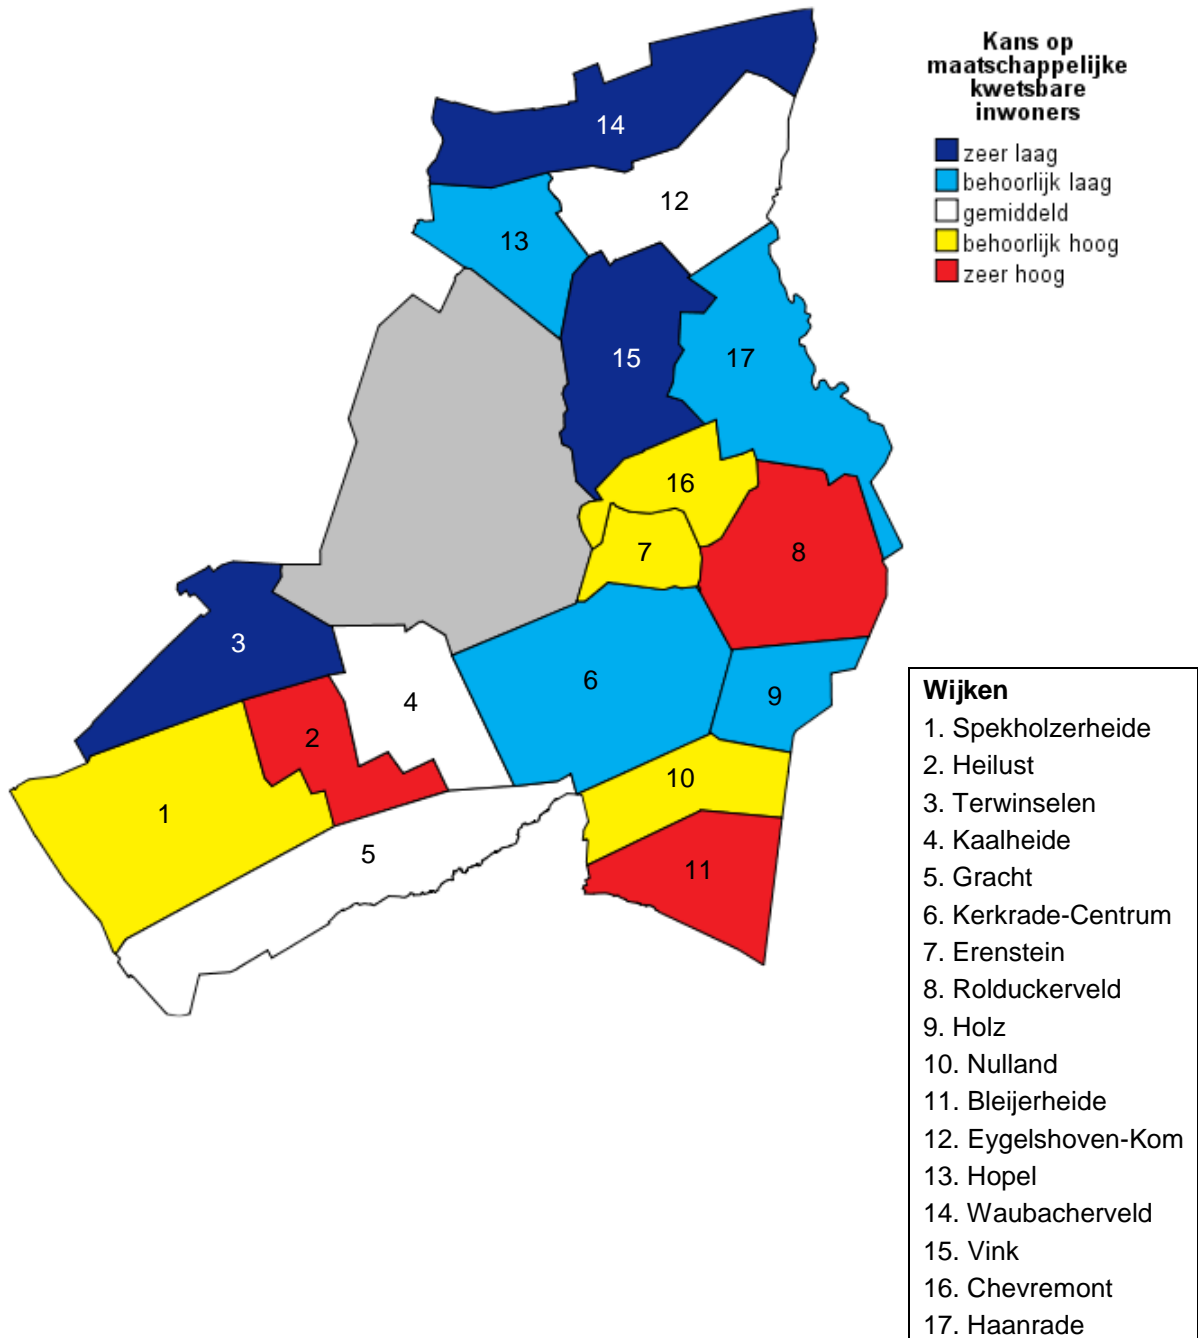 Kans op
maatschappelijke
kwetsbare
inwoners
zeer laag
behoorlijk laag
gemiddeld
behoorlijk hoog
zeer hoog
14
12
13
15
17
16
7
8
3
6
4
9
2
10
1
5
11
Wijken
1. Spekholzerheide
2. Heilust
3. Terwinselen
4. Kaalheide
5. Gracht
6. Kerkrade-Centrum
7. Erenstein
8. Rolduckerveld
9. Holz
10. Nulland
11. Bleijerheide
12. Eygelshoven-Kom
13. Hopel
14. Waubacherveld
15. Vink
16. Chevremont
17. Haanrade